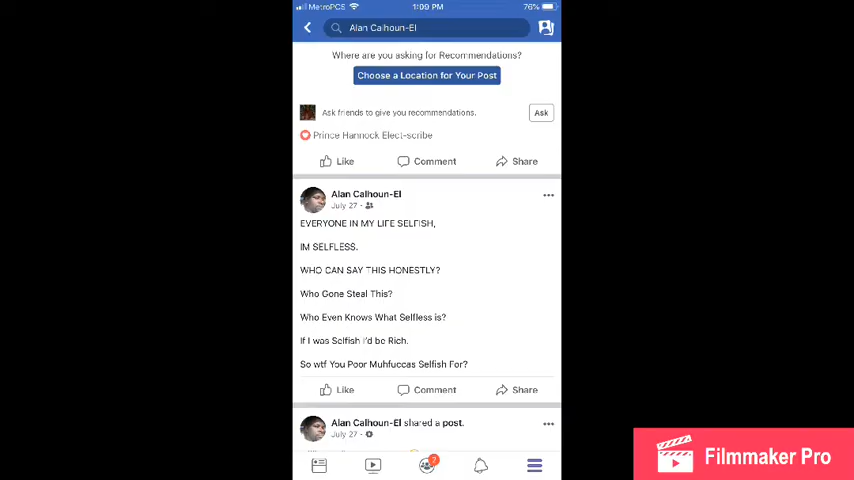 MetroPCS 1:09 PM 76%
Alan Calhoun-El
Where are you asking for Recommendations?
Choose a Location for Your Post
Ask friends to give you recommendations. Ask
Prince Hannock Elect-scribe
Like Comment Share
Alan Calhoun-El
July 27 ·
EVERYONE IN MY LIFE SELFISH,
IM SELFLESS.
WHO CAN SAY THIS HONESTLY?
Who Gone Steal This?
Who Even Knows What Selfless is?
If I was Selfish I'd be Rich.
So wtf You Poor Muhfuccas Selfish For?
Like Comment Share
Alan Calhoun-El shared a post.
July 27 ·
Filmmaker Pro